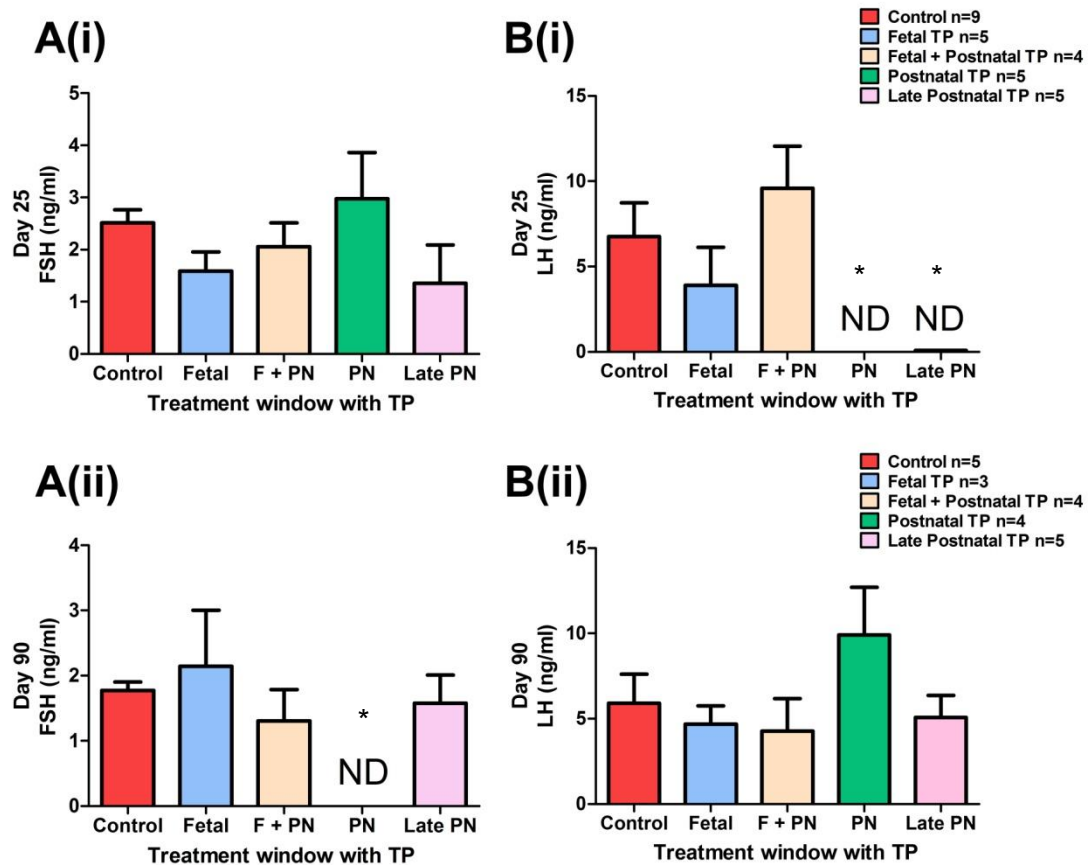 A(i)
5
4
3
2
1
0
Day 25
FSH (ng/ml)
Control Fetal F + PN PN Late PN
Treatment window with TP
B(i)
Control n=9
Fetal TP n=5
Fetal + Postnatal TP n=4
Postnatal TP n=5
Late Postnatal TP n=5
15
10
5
0
Day 25
LH (ng/ml)
* *
ND ND
Control Fetal F + PN PN Late PN
Treatment window with TP
A(ii)
4
3
2
1
0
Day 90
FSH (ng/ml)
*
ND
Control Fetal F + PN PN Late PN
Treatment window with TP
B(ii)
Control n=5
Fetal TP n=3
Fetal + Postnatal TP n=4
Postnatal TP n=4
Late Postnatal TP n=5
15
10
5
0
Day 90
LH (ng/ml)
Control Fetal F + PN PN Late PN
Treatment window with TP